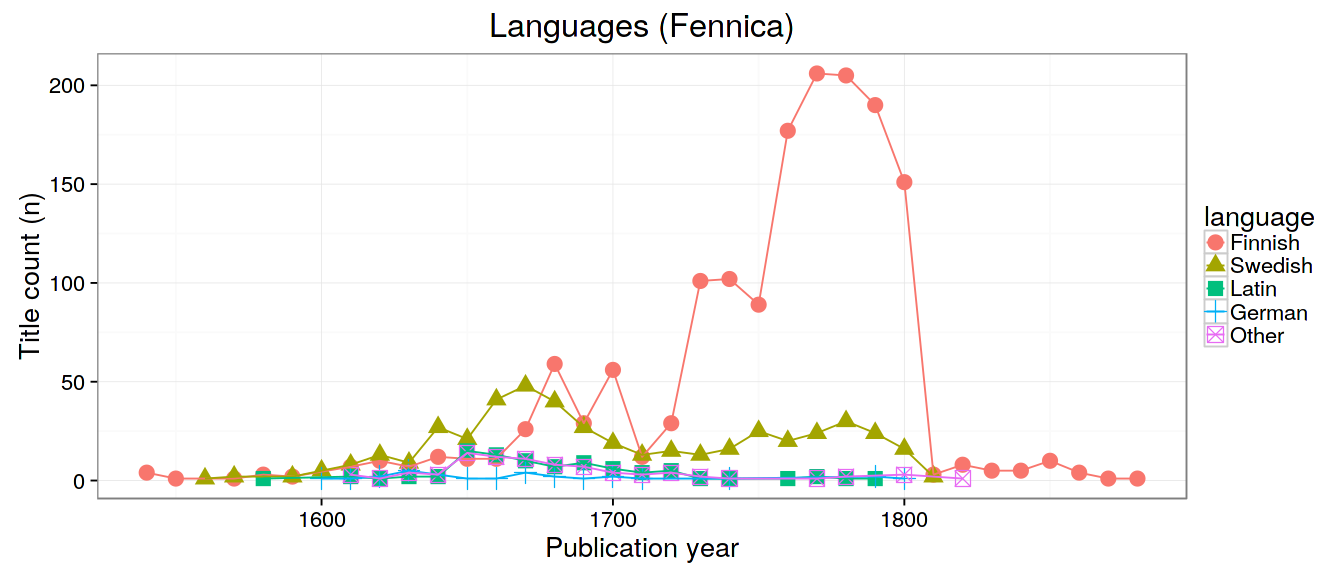 Languages (Fennica)
200
150
100
50
0
Title count (n)
1600
1700
1800
Publication year
language
Finnish
Swedish
Latin
German
Other